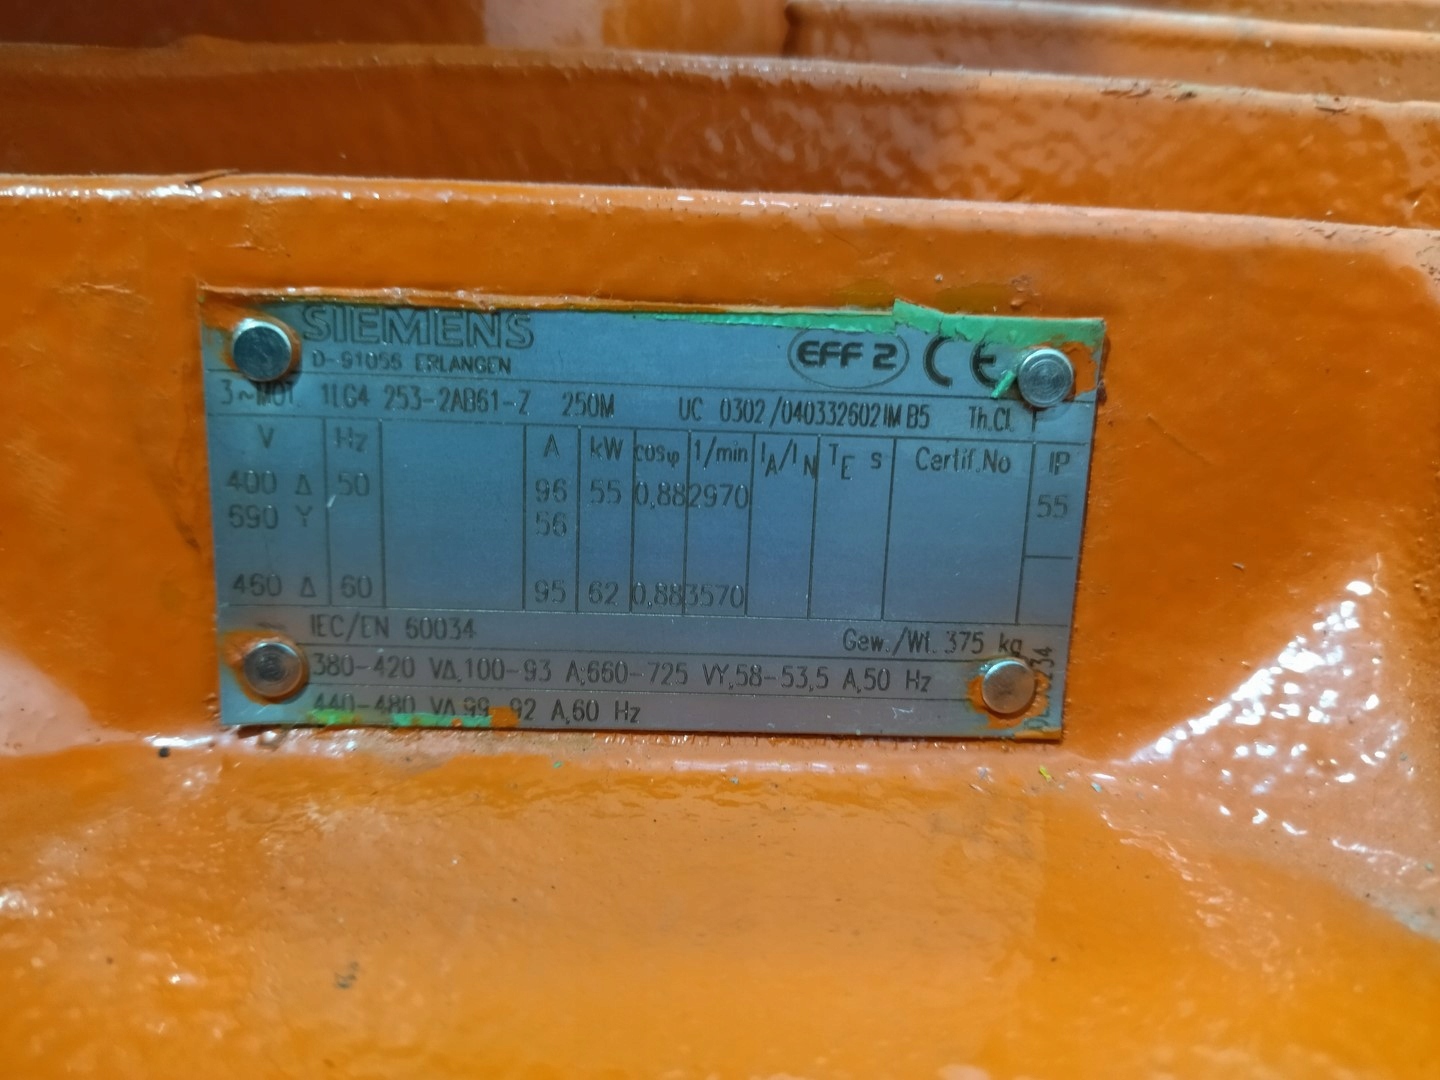 SIEMENS
D-91056 ERLANGEN
EFF 2 CE
3~MOT. 1LG4 253-2AB61-Z 250M UC 0302/040332602 IM B5 Th.Cl.
V Hz A kW cosφ 1/min IA/IN TE s Certif.No IP
400 Δ 50 96 55 0,88 2970 55
690 Y 56
460 Δ 60 95 62 0,88 3570
IEC/EN 60034 Gew./Wt. 375 kg
380-420 VΔ,100-93 A;660-725 VY,58-53,5 A,50 Hz
440-480 VΔ,99-92 A,60 Hz